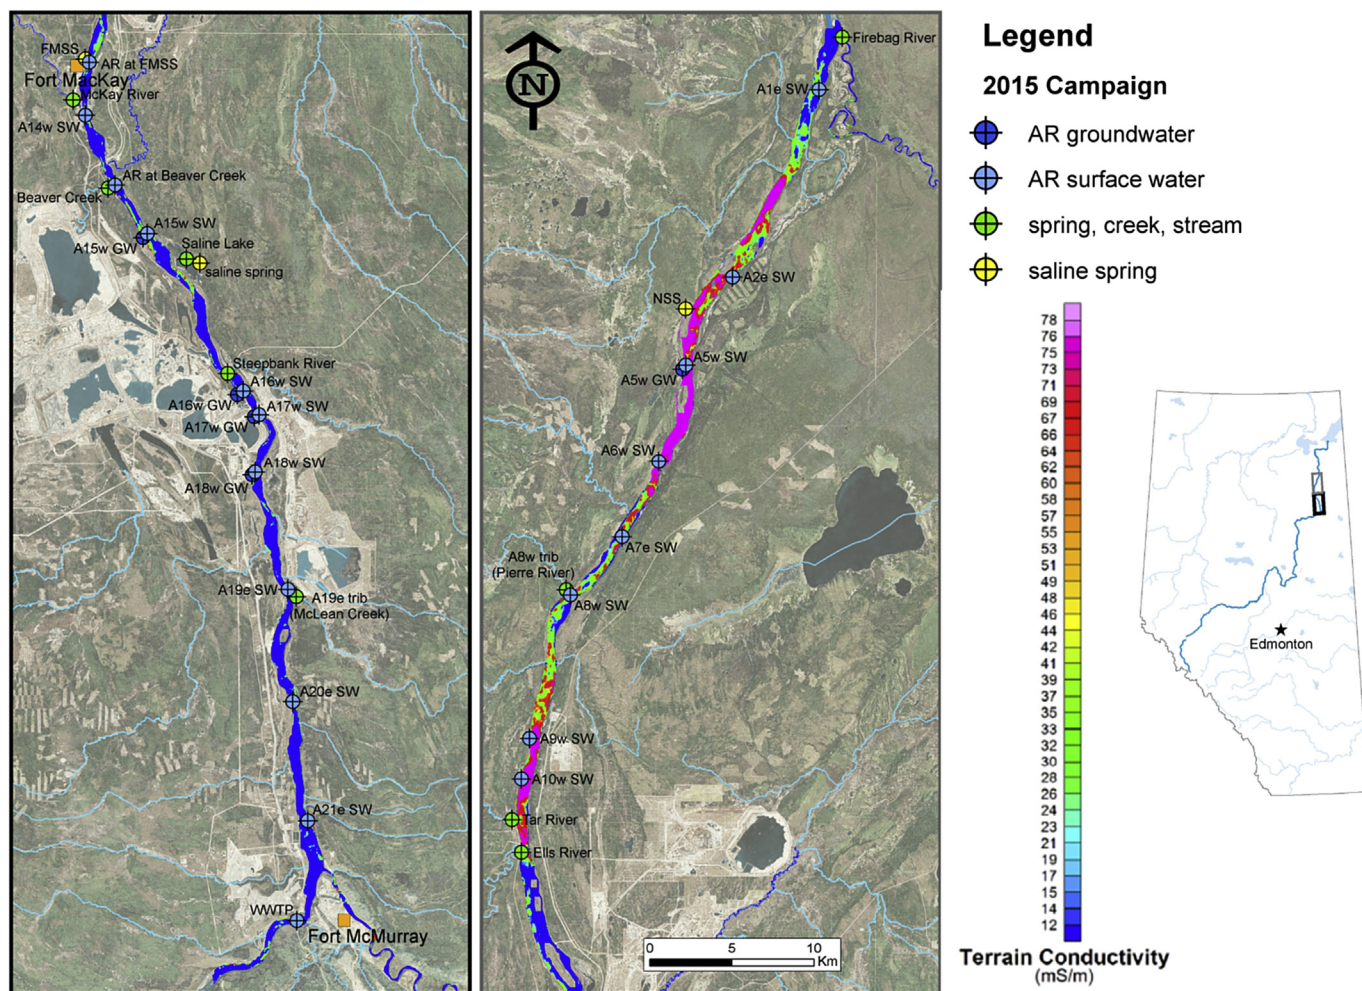 FMSS
AR at FMSS
Fort MacKay
McKay River
A14w SW
AR at Beaver Creek
Beaver Creek
A15w SW
A15w GW
Saline Lake
saline spring
Steepbank River
A16w SW
A16w GW
A17w SW
A17w GW
A18w SW
A18w GW
A19e SW
A19e trib
(McLean Creek)
A20e SW
A21e SW
WWTP
Fort McMurray
N
Firebag River
A1e SW
A2e SW
NSS
A5w SW
A5w GW
A6w SW
A7e SW
A8w trib
(Pierre River)
A8w SW
A9w SW
A10w SW
Tar River
Ells River
0 5 10
Km
Legend
2015 Campaign
AR groundwater
AR surface water
spring, creek, stream
saline spring
78
76
75
73
71
69
67
66
64
62
60
58
57
55
53
51
49
48
46
44
42
41
39
37
35
33
32
30
28
26
24
23
21
19
17
15
14
12
Terrain Conductivity
(mS/m)
Edmonton